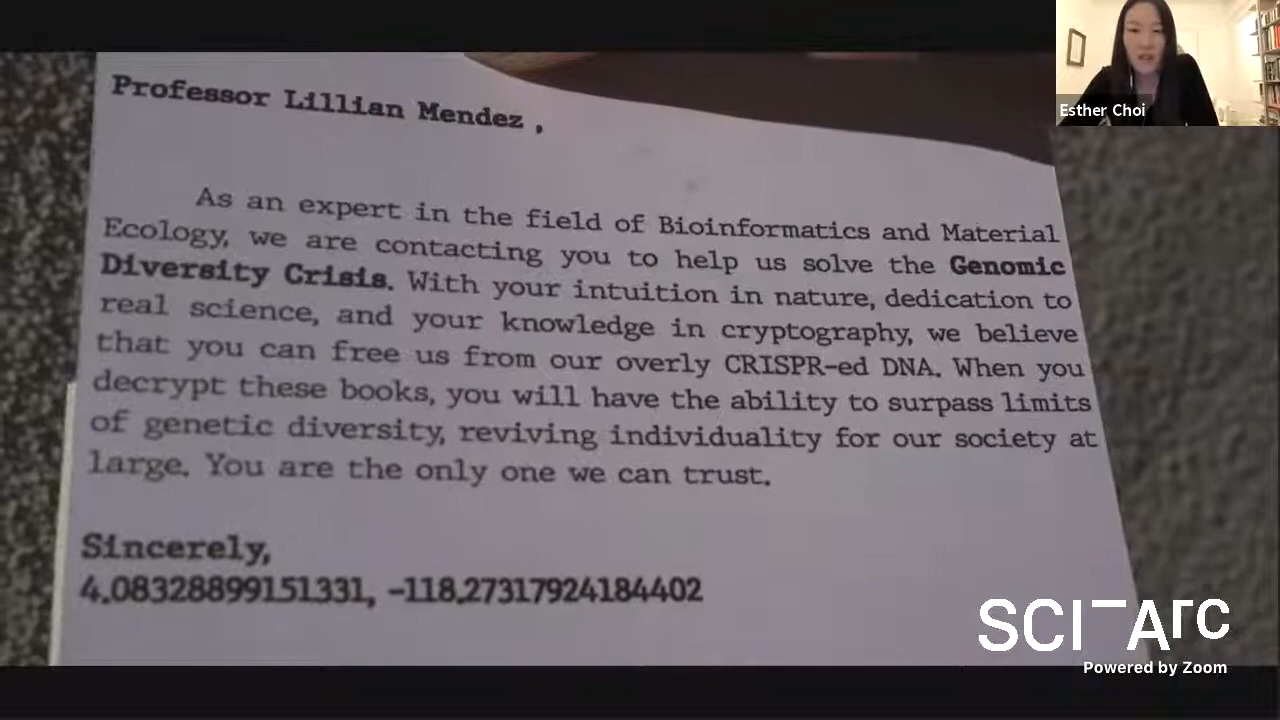 Professor Lillian Mendez ,
As an expert in the field of Bioinformatics and Material
Ecology, we are contacting you to help us solve the Genomic
Diversity Crisis. With your intuition in nature, dedication to
real science, and your knowledge in cryptography, we believe
that you can free us from our overly CRISPR-ed DNA. When you
decrypt these books, you will have the ability to surpass limits
of genetic diversity, reviving individuality for our society at
large. You are the only one we can trust.
Sincerely,
4.08328899151331, -118.27317924184402
Esther Choi
SCI-Arc
Powered by Zoom